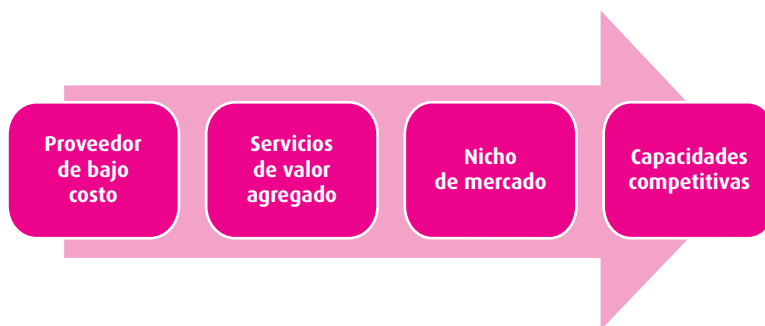 Proveedor
de bajo
costo
Servicios
de valor
agregado
Nicho
de mercado
Capacidades
competitivas